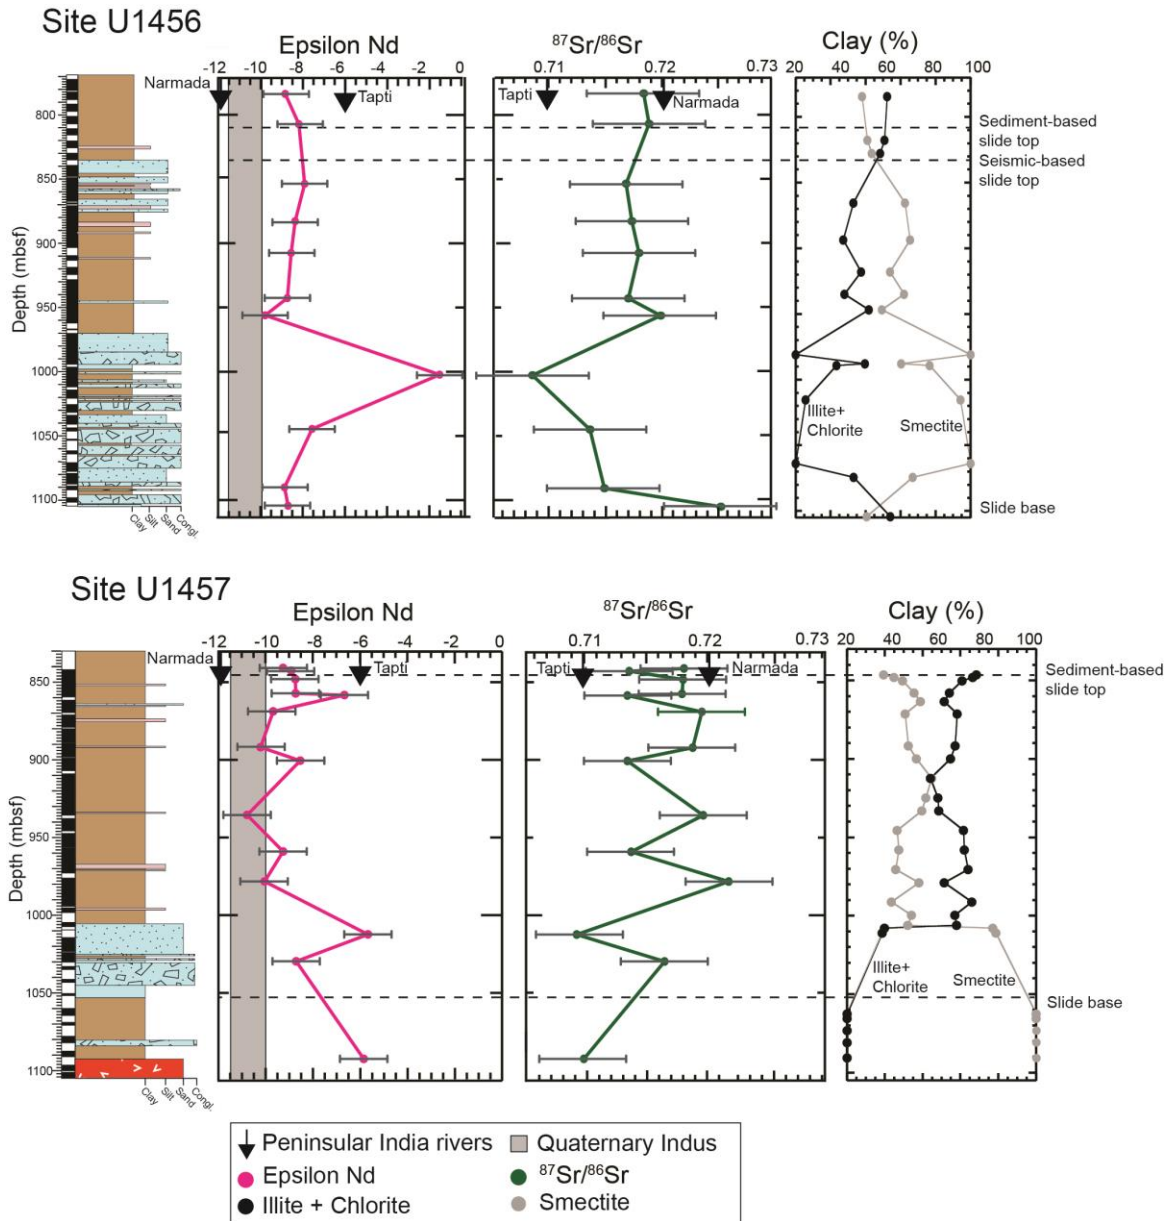 Site U1456
Epsilon Nd
87Sr/86Sr
Clay (%)
-12 -10 -8 -6 -4 -2 0
0.71 0.72 0.73
20 40 60 80 100
Narmada
Tapti
Tapti
Narmada
Sediment-based
slide top
Seismic-based
slide top
Depth (mbsf)
800
850
900
950
1000
1050
1100
Illite+
Chlorite
Smectite
Slide base
Clay
Silt
Sand
Congl.
Site U1457
Epsilon Nd
87Sr/86Sr
Clay (%)
-12 -10 -8 -6 -4 -2 0
0.71 0.72 0.73
20 40 60 80 100
Narmada
Tapti
Tapti
Narmada
Sediment-based
slide top
Depth (mbsf)
850
900
950
1000
1050
1100
Illite+
Chlorite
Smectite
Slide base
Clay
Silt
Sand
Congl.
Peninsular India rivers
Quaternary Indus
Epsilon Nd
87Sr/86Sr
Illite + Chlorite
Smectite